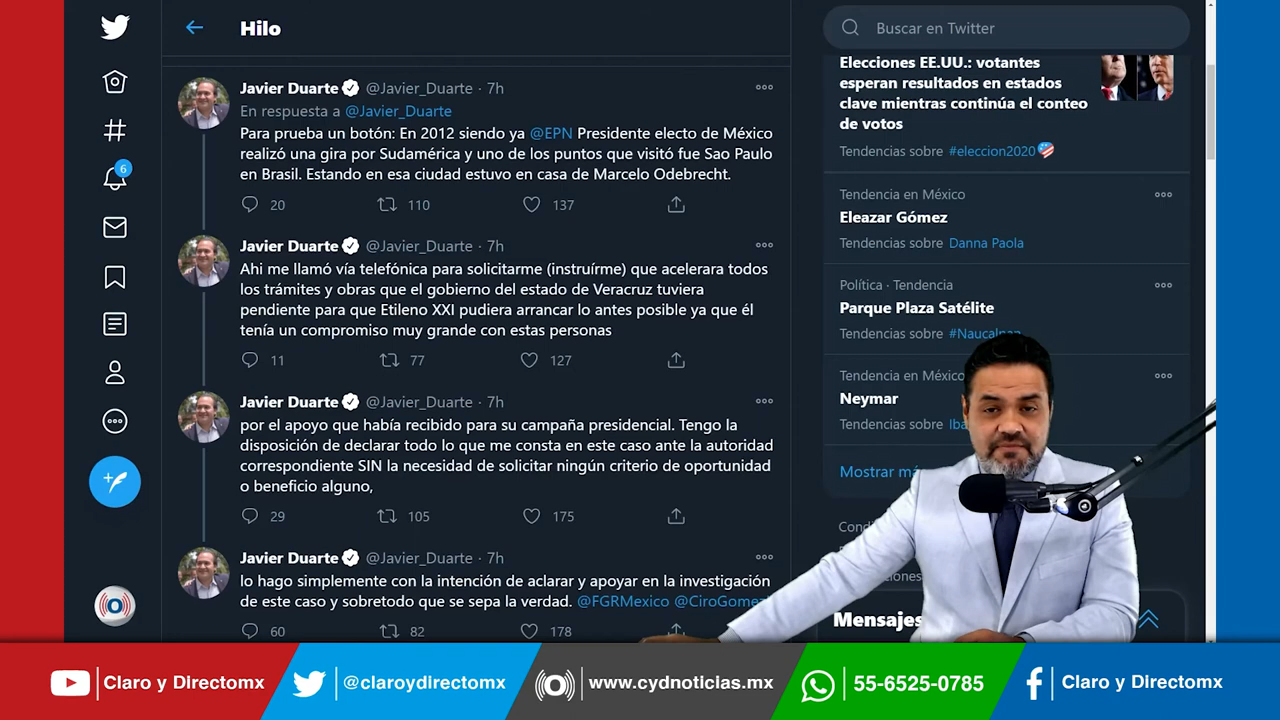 Hilo
Buscar en Twitter
Javier Duarte @Javier_Duarte · 7h
En respuesta a @Javier_Duarte
Para prueba un botón: En 2012 siendo ya @EPN Presidente electo de México
realizó una gira por Sudamérica y uno de los puntos que visitó fue Sao Paulo
en Brasil. Estando en esa ciudad estuvo en casa de Marcelo Odebrecht.
20 110 137
Javier Duarte @Javier_Duarte · 7h
Ahi me llamó vía telefónica para solicitarme (instruírme) que acelerara todos
los trámites y obras que el gobierno del estado de Veracruz tuviera
pendiente para que Etileno XXI pudiera arrancar lo antes posible ya que él
tenía un compromiso muy grande con estas personas
11 77 127
Javier Duarte @Javier_Duarte · 7h
por el apoyo que había recibido para su campaña presidencial. Tengo la
disposición de declarar todo lo que me consta en este caso ante la autoridad
correspondiente SIN la necesidad de solicitar ningún criterio de oportunidad
o beneficio alguno,
29 105 175
Javier Duarte @Javier_Duarte · 7h
lo hago simplemente con la intención de aclarar y apoyar en la investigación
de este caso y sobretodo que se sepa la verdad. @FGRMexico @CiroGomez
60 82 178
6
Elecciones EE.UU.: votantes
esperan resultados en estados
clave mientras continúa el conteo
de votos
Tendencias sobre #eleccion2020
Tendencia en México
Eleazar Gómez
Tendencias sobre Danna Paola
Política · Tendencia
Parque Plaza Satélite
Tendencias sobre #Naucalpan
Tendencia en México
Neymar
Tendencias sobre
Mostrar má
Mensajes
Claro y Directomx
@claroydirectomx
www.cydnoticias.mx
55-6525-0785
Claro y Directomx